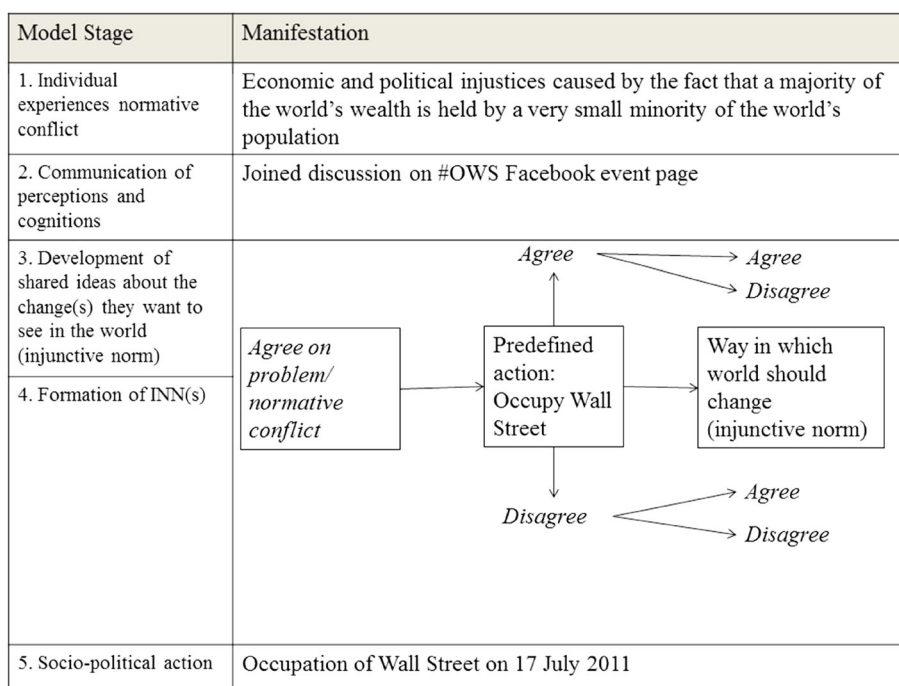 Model Stage
Manifestation
1. Individual
experiences normative
conflict
Economic and political injustices caused by the fact that a majority of
the world's wealth is held by a very small minority of the world's
population
2. Communication of
perceptions and
cognitions
Joined discussion on #OWS Facebook event page
3. Development of
shared ideas about the
change(s) they want to
see in the world
(injunctive norm)
4. Formation of INN(s)
Agree
Agree
Disagree
Agree on
problem/
normative
conflict
Predefined
action:
Occupy Wall
Street
Way in which
world should
change
(injunctive norm)
Disagree
Agree
Disagree
5. Socio-political action
Occupation of Wall Street on 17 July 2011